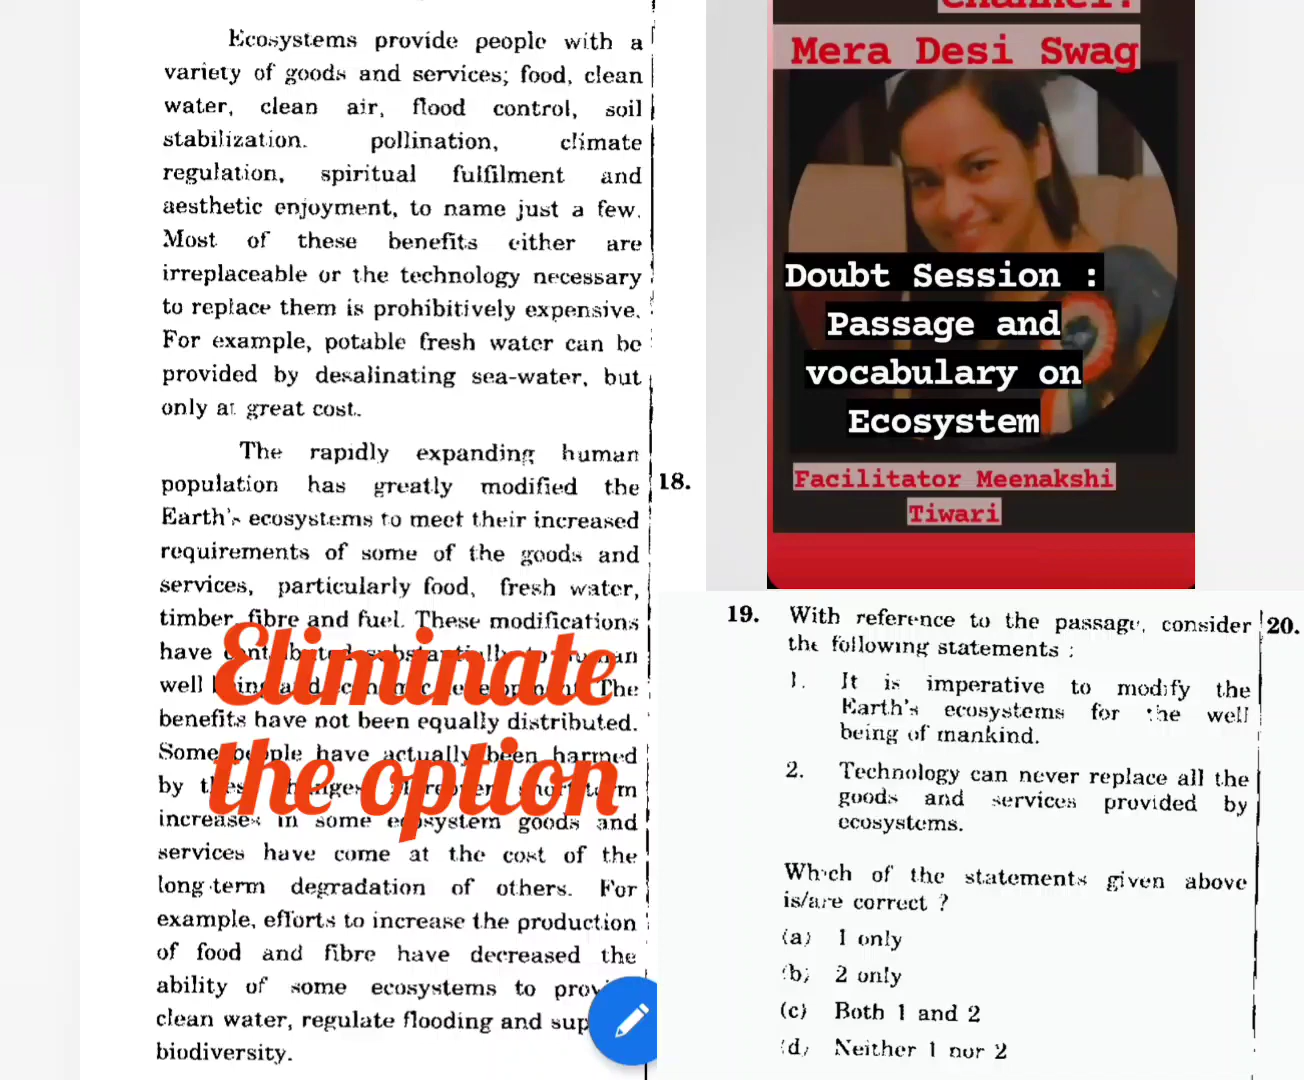 Ecosystems provide people with a
variety of goods and services; food, clean
water, clean air, flood control, soil
stabilization. pollination, climate
regulation, spiritual fulfilment and
aesthetic enjoyment, to name just a few.
Most of these benefits either are
irreplaceable or the technology necessary
to replace them is prohibitively expensive.
For example, potable fresh water can be
provided by desalinating sea-water, but
only at great cost.
The rapidly expanding human
population has greatly modified the
Earth's ecosystems to meet their increased
requirements of some of the goods and
services, particularly food, fresh water,
timber, fibre and fuel. These modifications
have
well The
benefits have not been equally distributed.
Some people have actually been harmed
by
increases in some ecosystem goods and
services have come at the cost of the
long-term degradation of others. For
example, efforts to increase the production
of food and fibre have decreased the
ability of some ecosystems to
clean water, regulate flooding and
biodiversity.
Eliminate
the option
18.
Channel:
Mera Desi Swag
Doubt Session :
Passage and
vocabulary on
Ecosystem
Facilitator Meenakshi
Tiwari
19. With reference to the passage, consider
the following statements :
1. It is imperative to modify the
Earth's ecosystems for the well
being of mankind.
2. Technology can never replace all the
goods and services provided by
ecosystems.
Which of the statements given above
is/are correct ?
(a) 1 only
(b) 2 only
(c) Both 1 and 2
(d) Neither 1 nor 2
20.